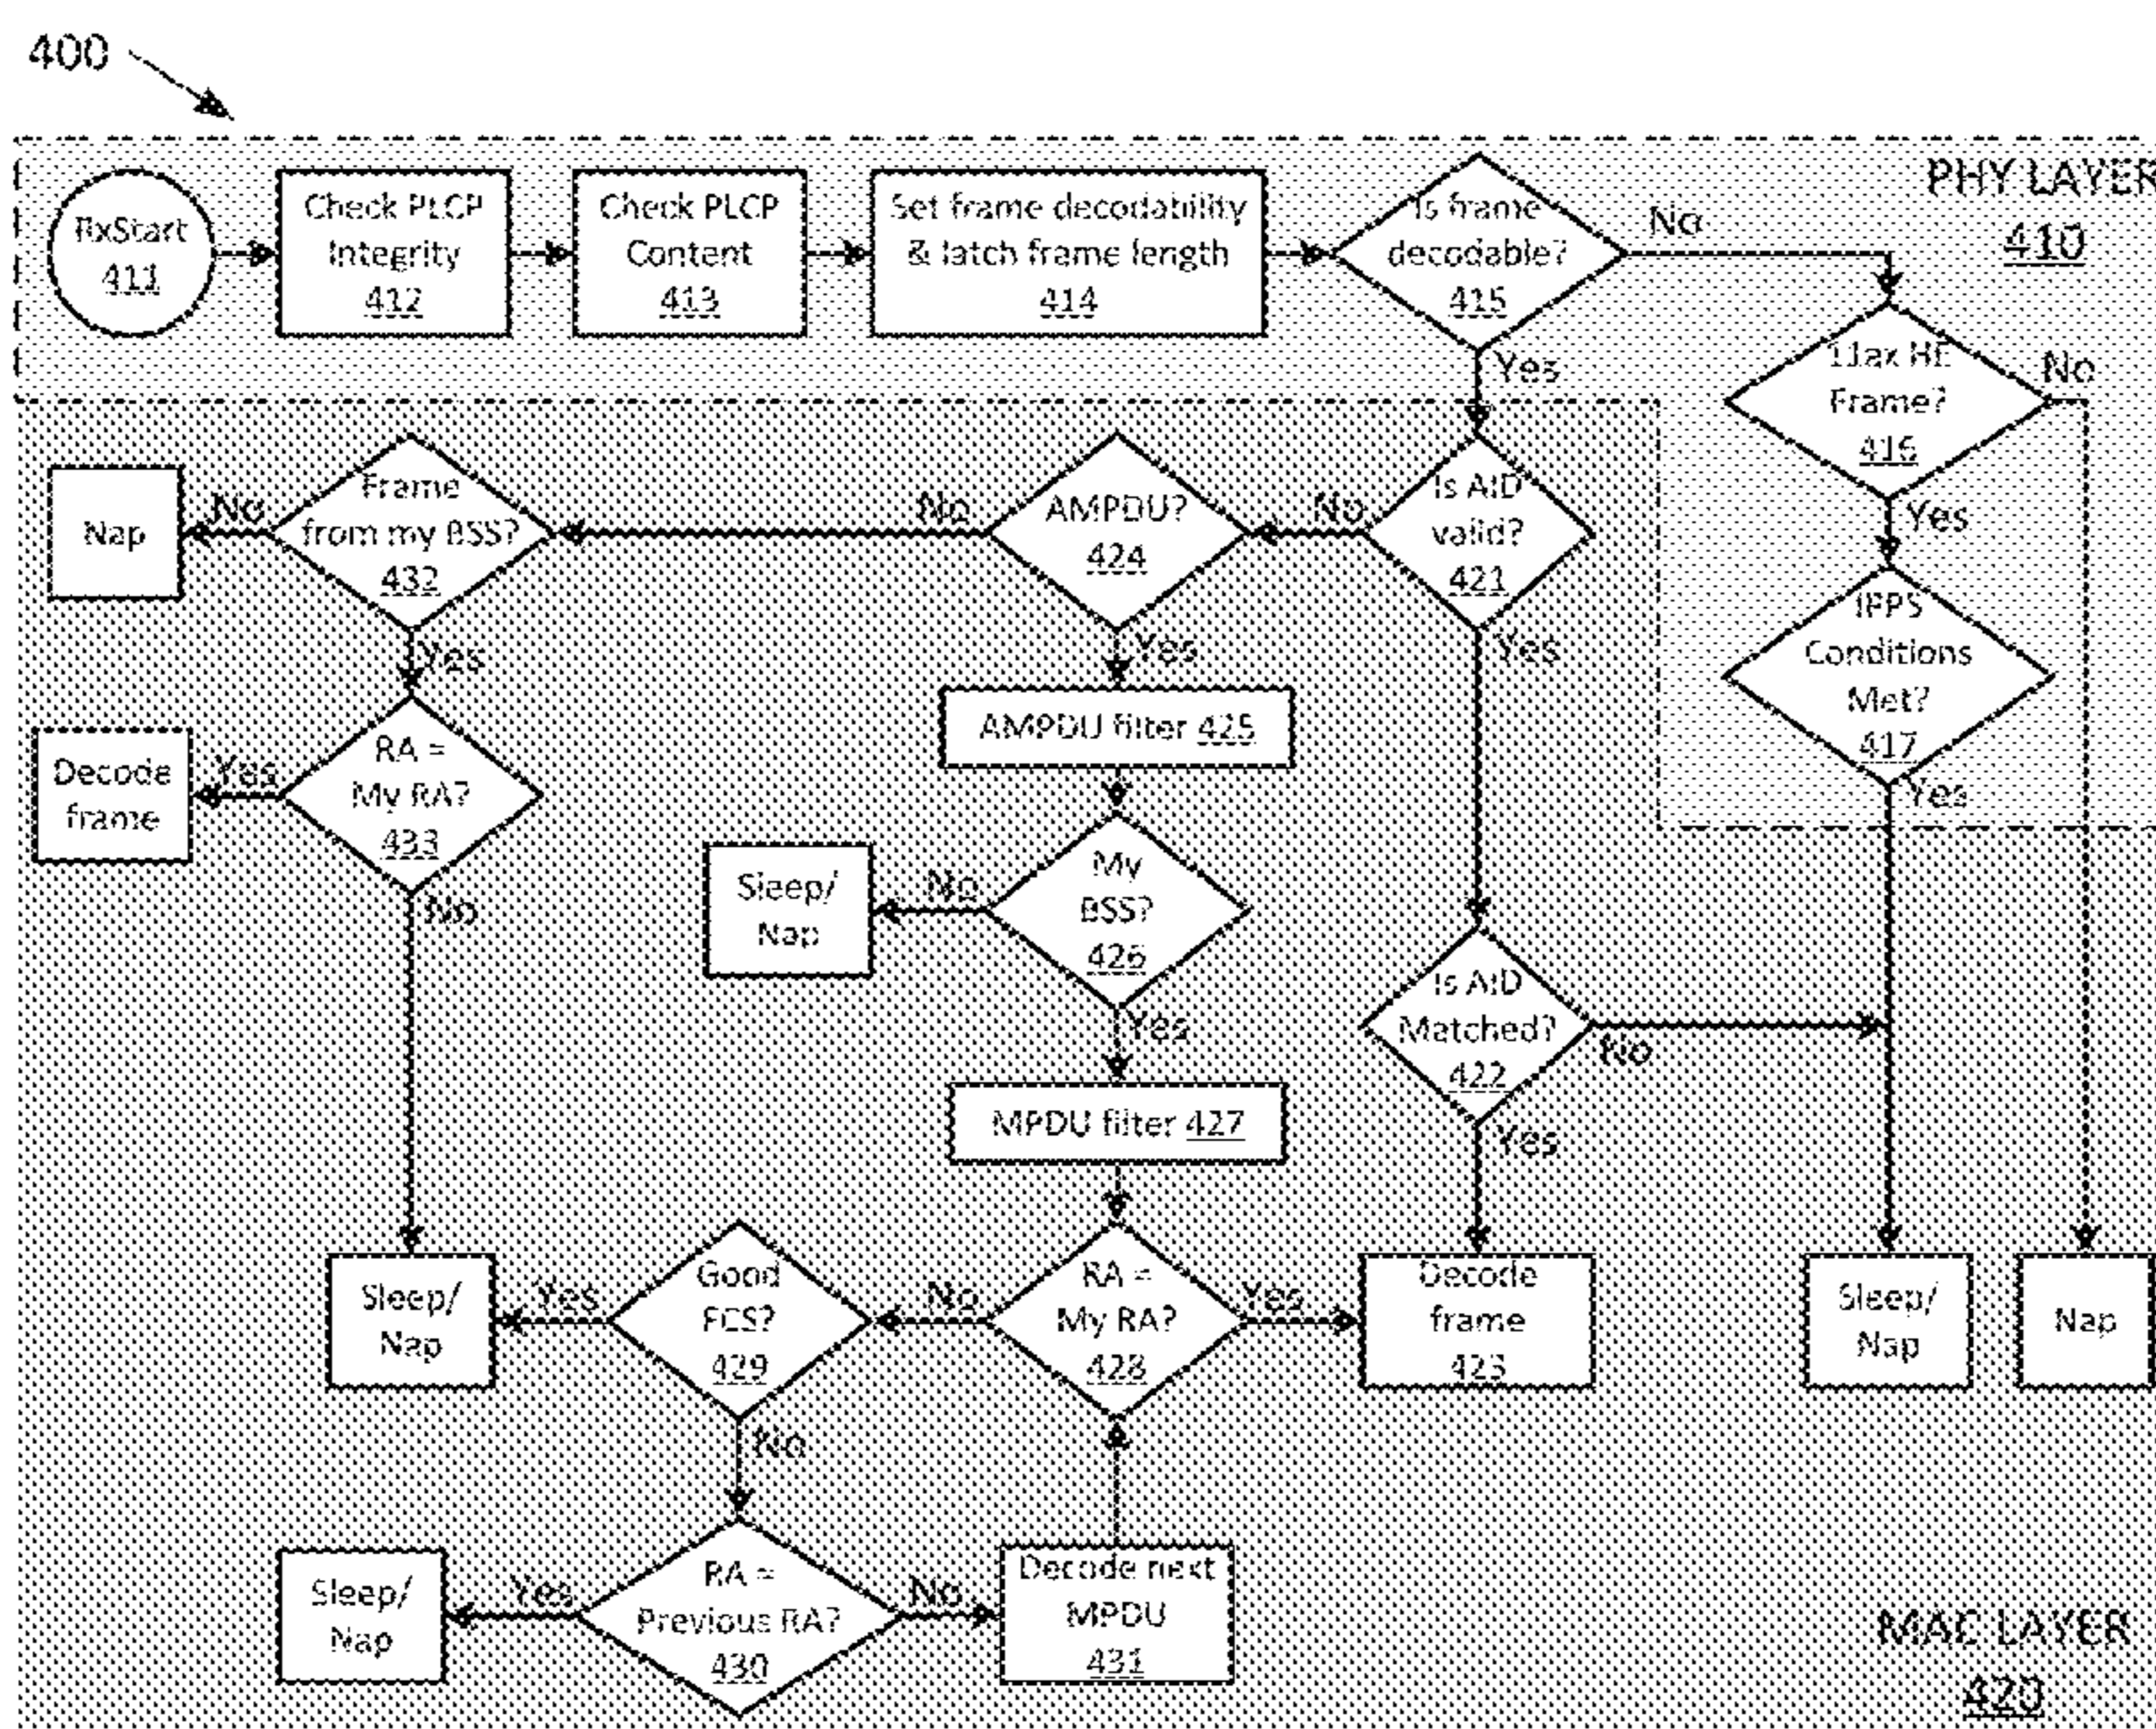 400
PHY LAYER
410
RxStart
411
Check PLCP
Integrity
412
Check PLCP
Content
413
Set frame decodability
& latch frame length
414
Is frame
decodable?
415
No
Yes
11ax HE
Frame?
416
No
Yes
IPPS
Conditions
Met?
417
Yes
Nap
No
Frame
from my BSS?
432
Yes
No
AMPDU?
424
Yes
No
Is AID
valid?
421
Yes
AMPDU filter 425
Decode
frame
Yes
RA =
My RA?
433
No
Sleep/
Nap
No
My
BSS?
426
Yes
Is AID
Matched?
422
No
Yes
MPDU filter 427
Sleep/
Nap
Yes
Good
FCS?
429
No
No
RA =
My RA?
428
Yes
Decode
frame
423
Sleep/
Nap
Nap
Sleep/
Nap
Yes
RA =
Previous RA?
430
No
Decode next
MPDU
431
MAC LAYER
420